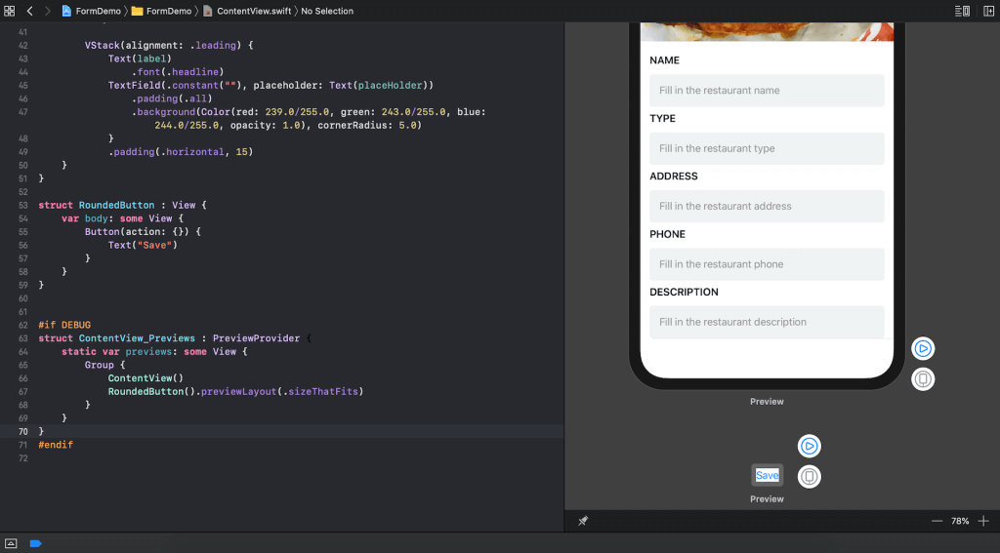 FormDemo FormDemo ContentView.swift No Selection
41
42 VStack(alignment: .leading) {
43 Text(label)
44 .font(.headline)
45 TextField(.constant(""), placeholder: Text(placeHolder))
46 .padding(.all)
47 .background(Color(red: 239.0/255.0, green: 243.0/255.0, blue:
244.0/255.0, opacity: 1.0), cornerRadius: 5.0)
48 }
49 .padding(.horizontal, 15)
50 }
51 }
52
53 struct RoundedButton : View {
54 var body: some View {
55 Button(action: {}) {
56 Text("Save")
57 }
58 }
59 }
60
61
62 #if DEBUG
63 struct ContentView_Previews : PreviewProvider {
64 static var previews: some View {
65 Group {
66 ContentView()
67 RoundedButton().previewLayout(.sizeThatFits)
68 }
69 }
70 }
71 #endif
72
NAME
Fill in the restaurant name
TYPE
Fill in the restaurant type
ADDRESS
Fill in the restaurant address
PHONE
Fill in the restaurant phone
DESCRIPTION
Fill in the restaurant description
Preview
Save
Preview
78%